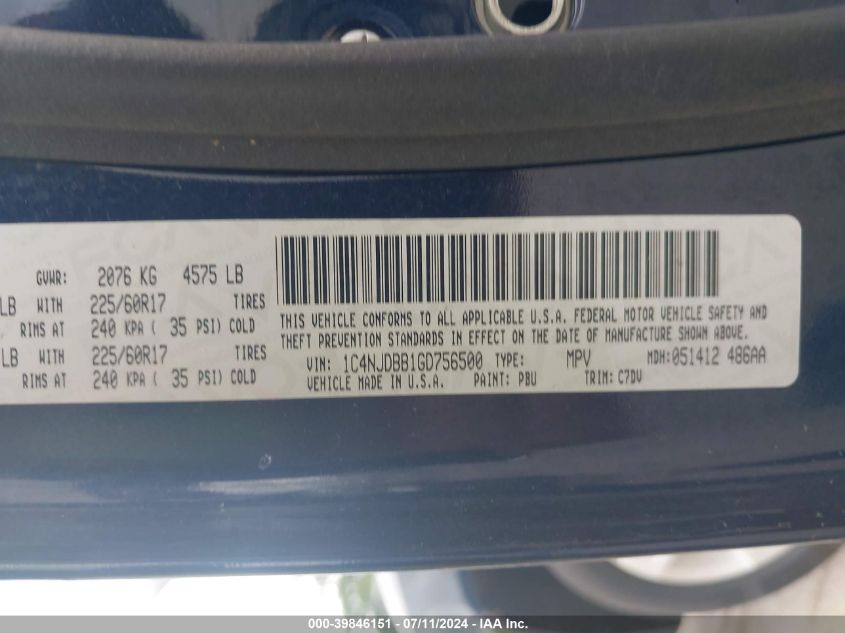 GVWR: 2076 KG 4575 LB
LB WITH 225/60R17 TIRES
RIMS AT 240 KPA ( 35 PSI) COLD
LB WITH 225/60R17 TIRES
RIMS AT 240 KPA ( 35 PSI) COLD
THIS VEHICLE CONFORMS TO ALL APPLICABLE U.S.A. FEDERAL MOTOR VEHICLE SAFETY AND
THEFT PREVENTION STANDARDS IN EFFECT ON THE DATE OF MANUFACTURE SHOWN ABOVE.
VIN: 1C4NJDBB1GD756500 TYPE: MPV MDH:051412 486AA
VEHICLE MADE IN U.S.A. PAINT: PBU TRIM: C7DV
000-39846151 - 07/11/2024 - IAA Inc.